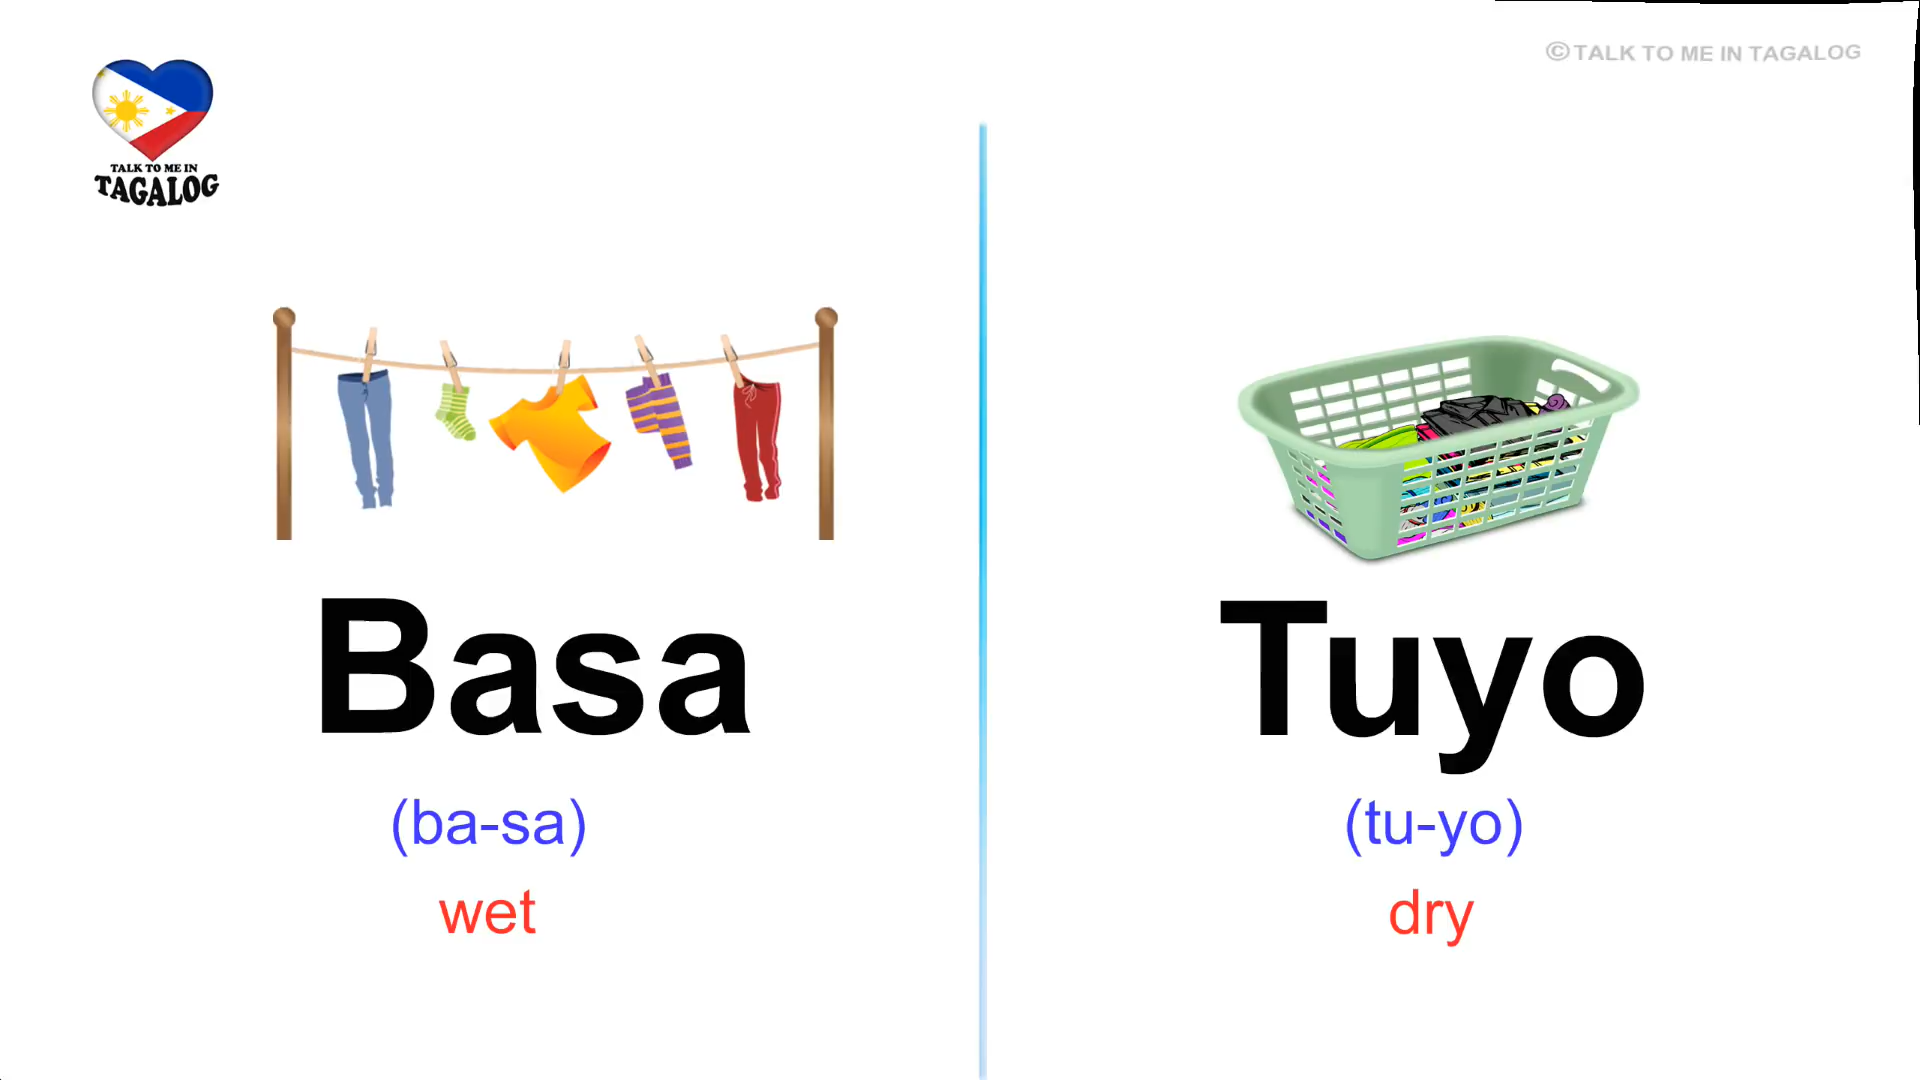 ©TALK TO ME IN TAGALOG
TALK TO ME IN
TAGALOG
Basa
(ba-sa)
wet
Tuyo
(tu-yo)
dry